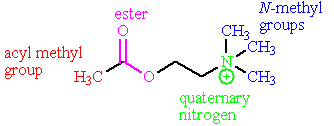 ester
N-methyl
groups
O
CH3
acyl methyl
group
N
CH3
H3C
O
CH3
quaternary
nitrogen